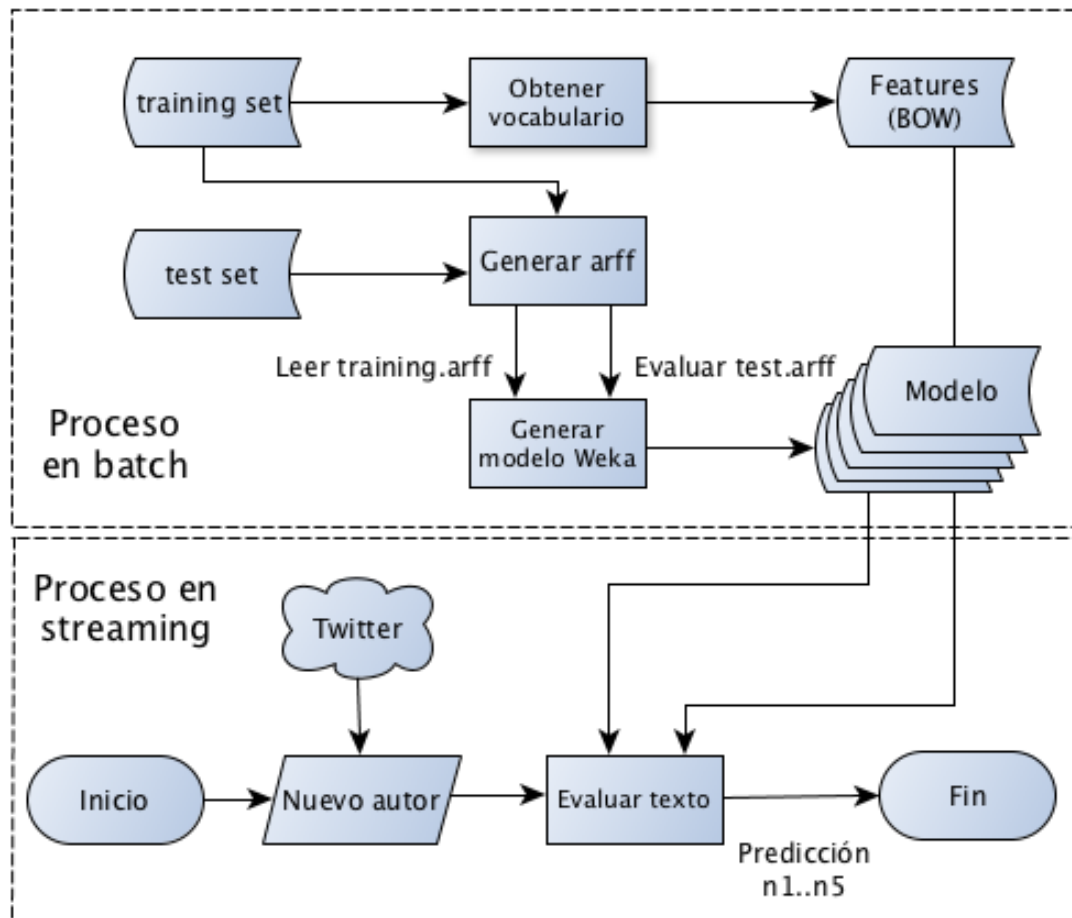 training set
Obtener
vocabulario
Features
(BOW)
test set
Generar arff
Leer training.arff
Evaluar test.arff
Modelo
Proceso
en batch
Generar
modelo Weka
Proceso en
streaming
Twitter
Inicio
Nuevo autor
Evaluar texto
Fin
Predicción
n1..n5